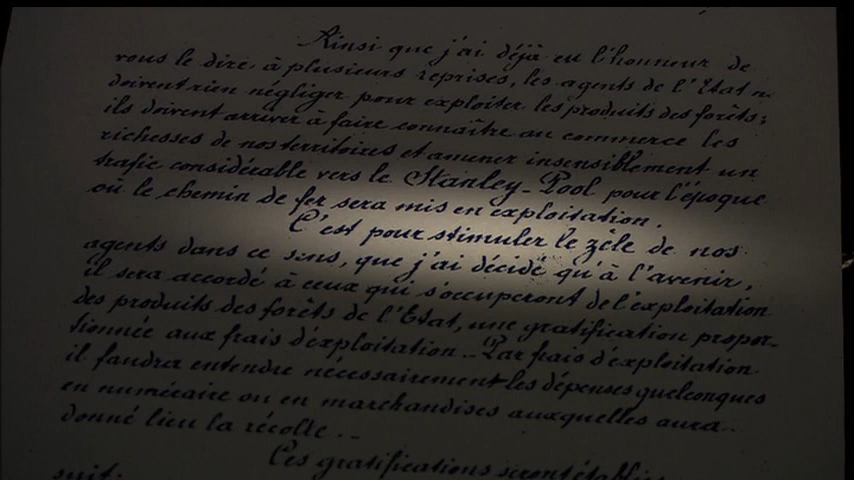 Ainsi que j'ai déjà eu l'honneur de
vous le dire, à plusieurs reprises, les agents de l'Etat n
doivent rien négliger pour exploiter les produits des forêts;
ils doivent arriver à faire connaître au commerce les
richesses de nos territoires et amener insensiblement un
trafic considérable vers le Stanley-Pool pour l'époque
où le chemin de fer sera mis en exploitation.
C'est pour stimuler le zèle de nos
agents dans ce sens, que j'ai décidé qu'à l'avenir,
il sera accordé à ceux qui s'occuperont de l'exploitation
des produits des forêts de l'Etat, une gratification propor-
tionnée aux frais d'exploitation._ Par frais d'exploitation
il faudra entendre nécessairement les dépenses quelconques
en numéraire ou en marchandises auxquelles aura
donné lieu la récolte._
Ces gratifications seront établies
suit.